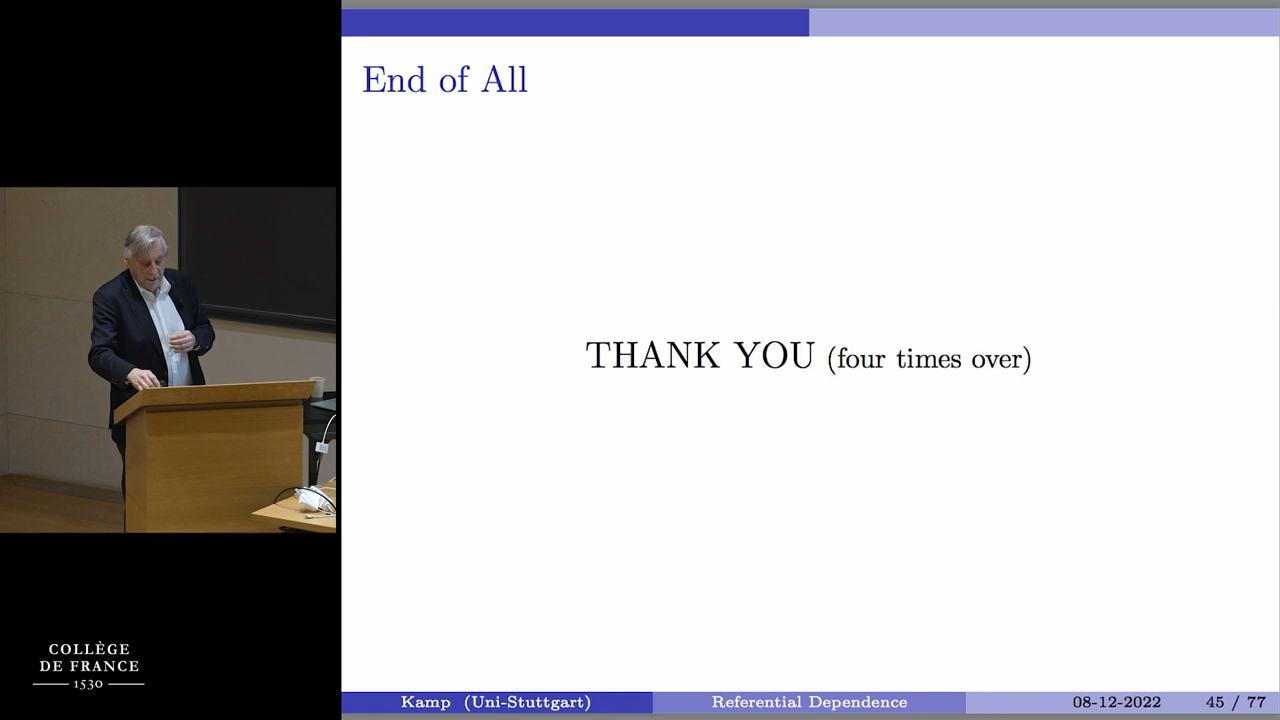 End of All
THANK YOU (four times over)
COLLÈGE
DE FRANCE
1530
Kamp (Uni-Stuttgart) Referential Dependence 08-12-2022 45 / 77